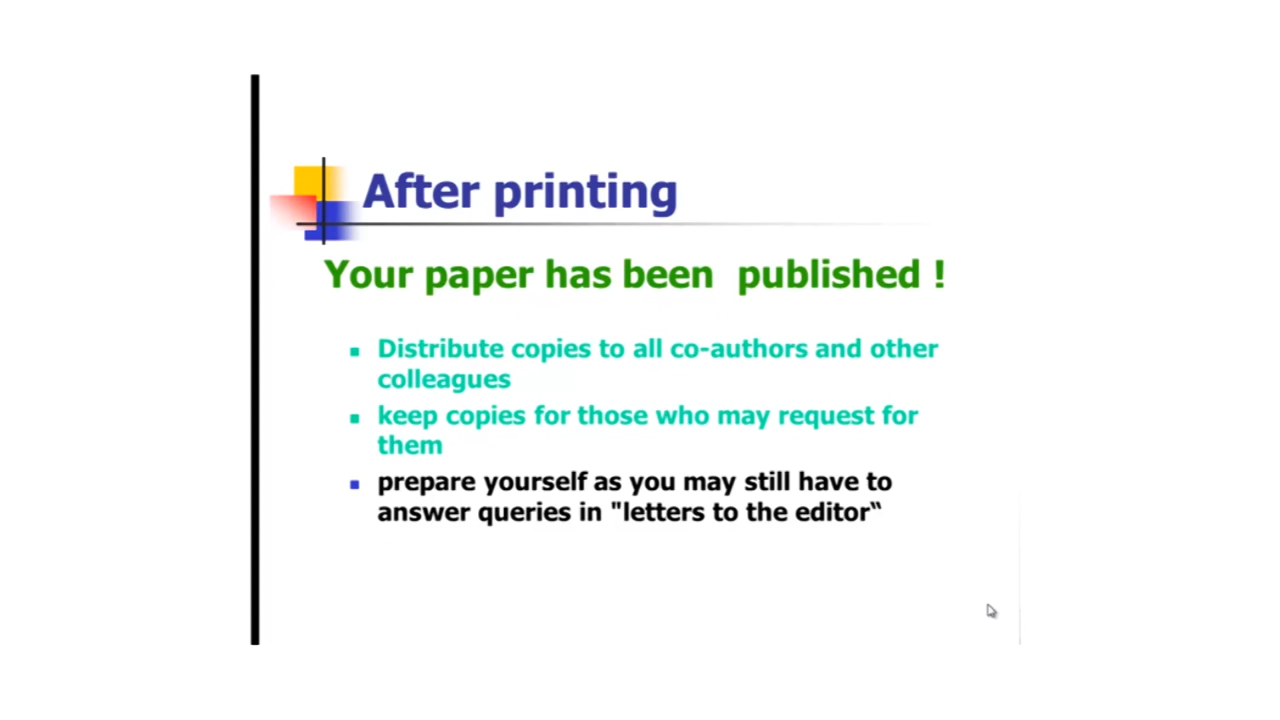 After printing
Your paper has been  published !
Distribute copies to all co-authors and other
colleagues
keep copies for those who may request for
them
prepare yourself as you may still have to
answer queries in "letters to the editor‟